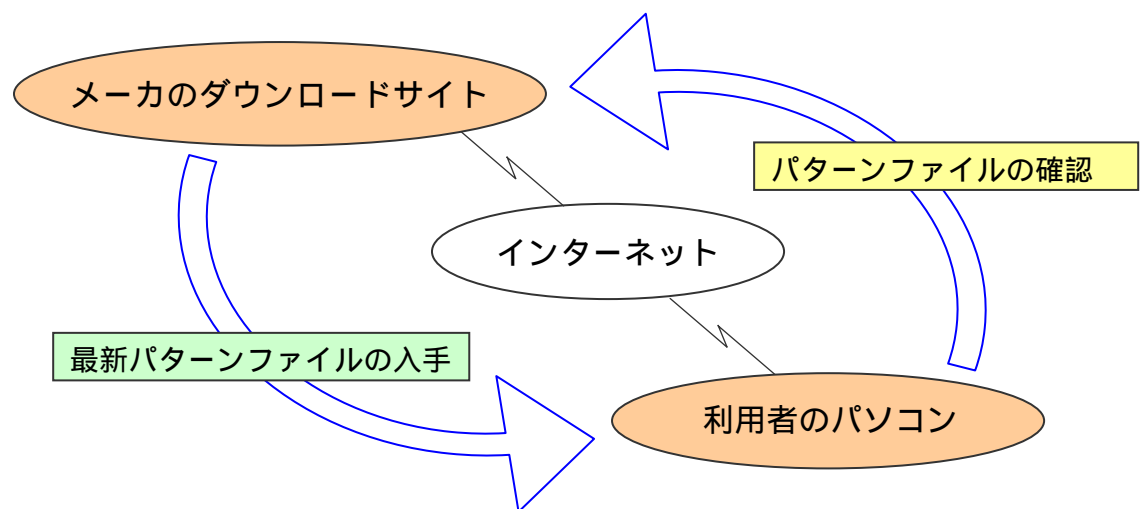 メーカのダウンロードサイト
パターンファイルの確認
インターネット
最新パターンファイルの入手
利用者のパソコン